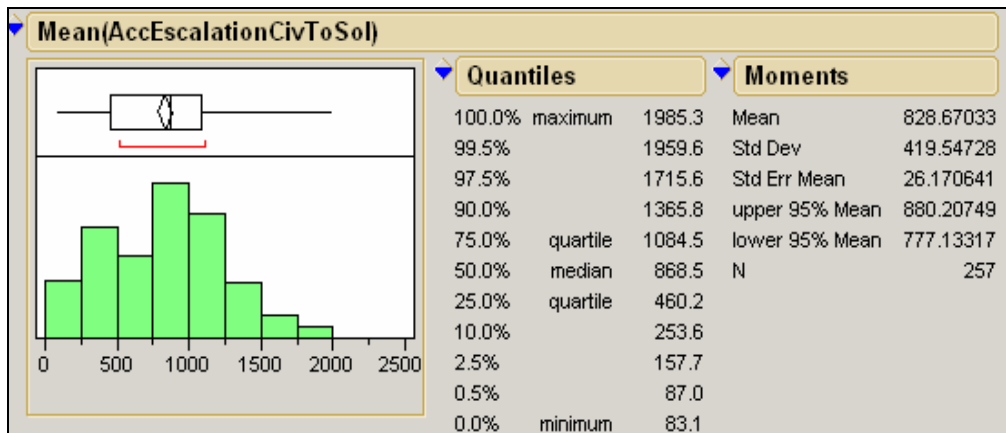 Mean(AccEscalationCivToSol)
0 500 1000 1500 2000 2500
Quantiles
100.0% maximum 1985.3
99.5% 1959.6
97.5% 1715.6
90.0% 1365.8
75.0% quartile 1084.5
50.0% median 868.5
25.0% quartile 460.2
10.0% 253.6
2.5% 157.7
0.5% 87.0
0.0% minimum 83.1
Moments
Mean 828.67033
Std Dev 419.54728
Std Err Mean 26.170641
upper 95% Mean 880.20749
lower 95% Mean 777.13317
N 257